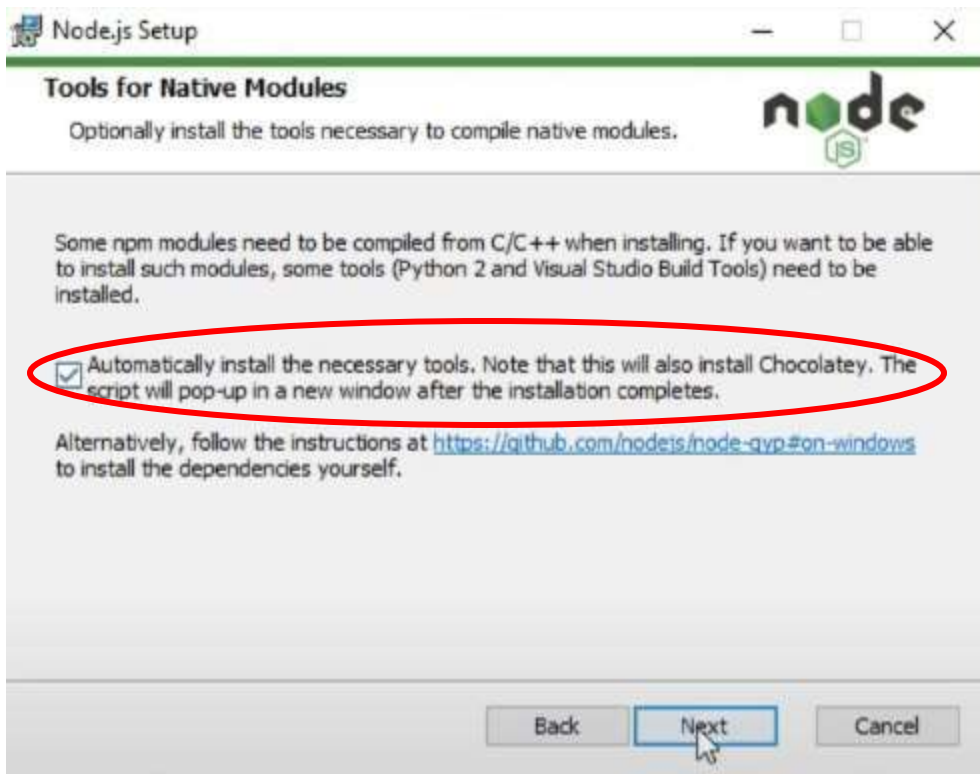 Node.js Setup
Tools for Native Modules
Optionally install the tools necessary to compile native modules.
node
JS
Some npm modules need to be compiled from C/C++ when installing. If you want to be able
to install such modules, some tools (Python 2 and Visual Studio Build Tools) need to be
installed.
Automatically install the necessary tools. Note that this will also install Chocolatey. The
script will pop-up in a new window after the installation completes.
Alternatively, follow the instructions at https://github.com/nodejs/node-gyp#on-windows
to install the dependencies yourself.
Back
Next
Cancel